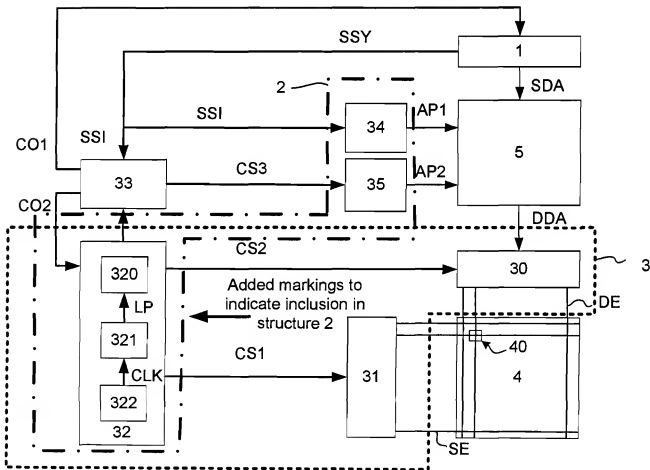 SSY
1
2
SDA
SSI
AP1
34
5
CO1
SSI
33
CS3
35
AP2
CO2
DDA
CS2
30
3
320
Added markings to
indicate inclusion in
structure 2
DE
LP
321
CS1
31
40
4
CLK
322
32
SE